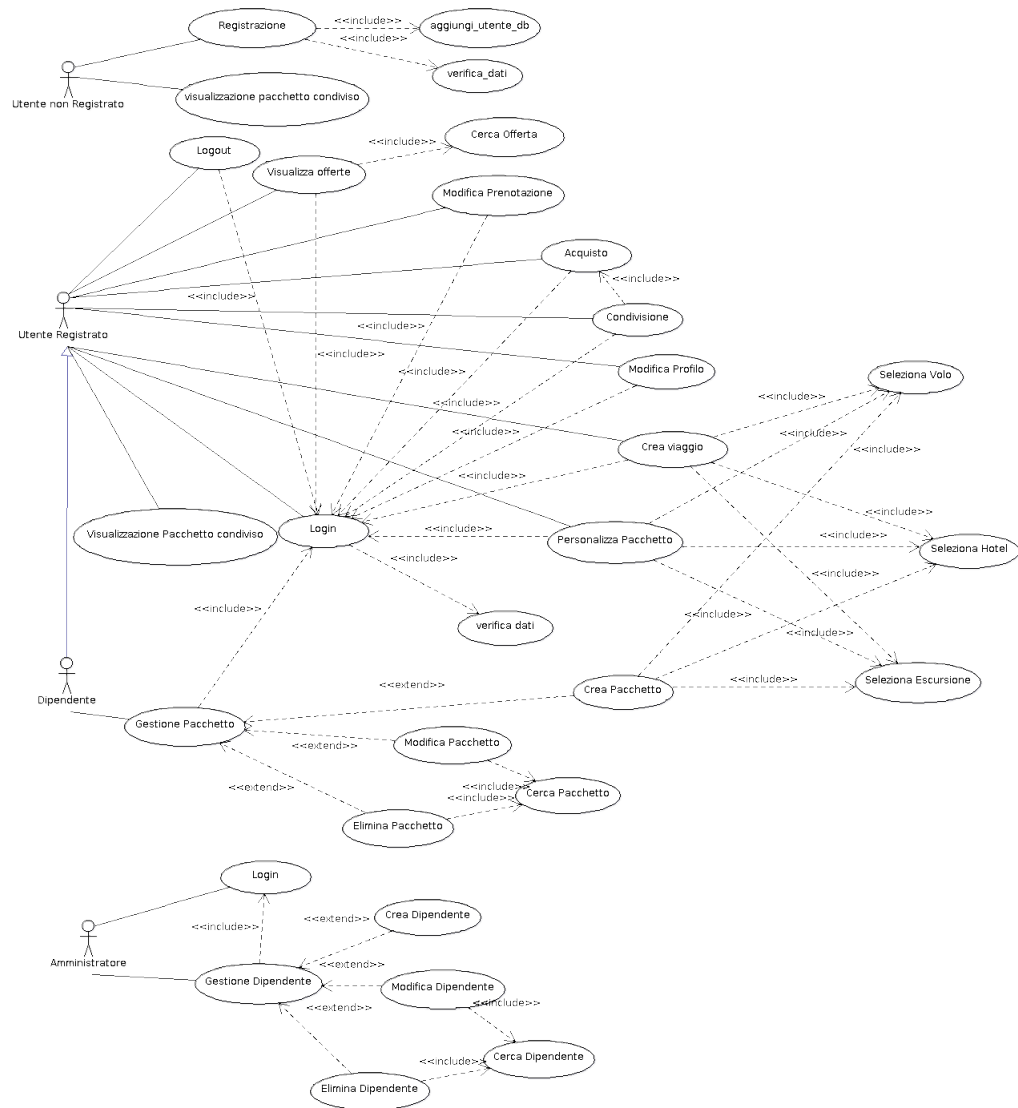 Registrazione
<<include>>
aggiungi_utente_db
<<include>>
verifica_dati
Utente non Registrato
visualizzazione pacchetto condiviso
Logout
<<include>>
Cerca Offerta
Visualizza offerte
Modifica Prenotazione
Acquisto
<<include>>
<<include>>
Condivisione
<<include>>
Utente Registrato
<<include>>
Modifica Profilo
<<include>>
Seleziona Volo
<<include>>
<<include>>
<<include>>
<<include>>
Crea viaggio
<<include>>
<<include>>
<<include>>
Visualizzazione Pacchetto condiviso
Login
<<include>>
Personalizza Pacchetto
<<include>>
Seleziona Hotel
<<include>>
<<include>>
<<include>>
<<include>>
verifica dati
<<include>>
Dipendente
<<extend>>
Crea Pacchetto
<<include>>
Seleziona Escursione
Gestione Pacchetto
<<extend>>
Modifica Pacchetto
<<extend>>
<<include>>
<<include>>
Cerca Pacchetto
Elimina Pacchetto
Login
<<include>>
<<extend>>
Crea Dipendente
Amministratore
<<extend>>
Gestione Dipendente
Modifica Dipendente
<<extend>>
<<include>>
<<include>>
Cerca Dipendente
Elimina Dipendente